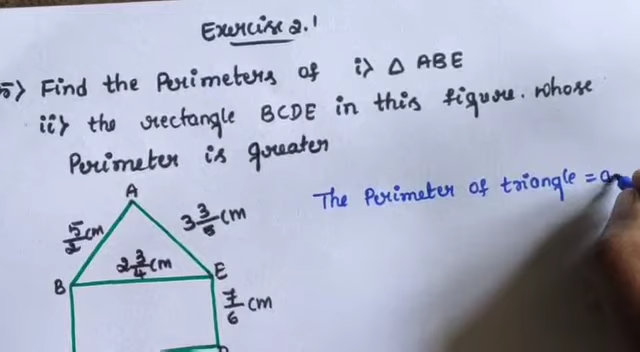 Exercise 2.1
5) Find the Perimeters of i) △ ABE
ii) the rectangle BCDE in this figure. whose
Perimeter is greater
The Perimeter of triangle = a
A
5/2 cm
3 3/5 cm
2 3/4 cm
B
E
7/6 cm